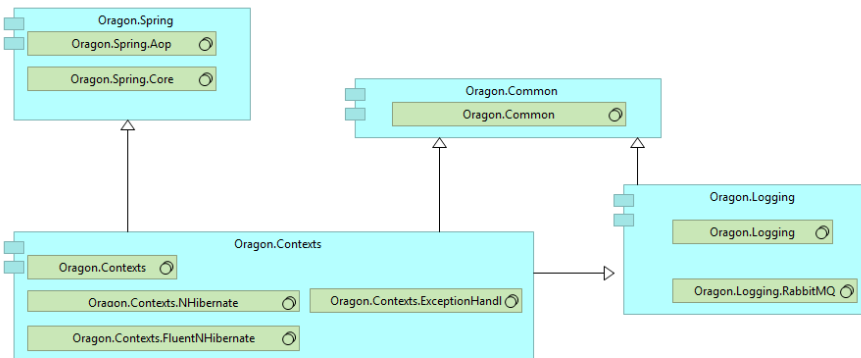 Oragon.Spring
Oragon.Spring.Aop
Oragon.Spring.Core
Oragon.Common
Oragon.Common
Oragon.Logging
Oragon.Logging
Oragon.Logging.RabbitMQ
Oragon.Contexts
Oragon.Contexts
Oragon.Contexts.NHibernate
Oragon.Contexts.ExceptionHandl
Oragon.Contexts.FluentNHibernate